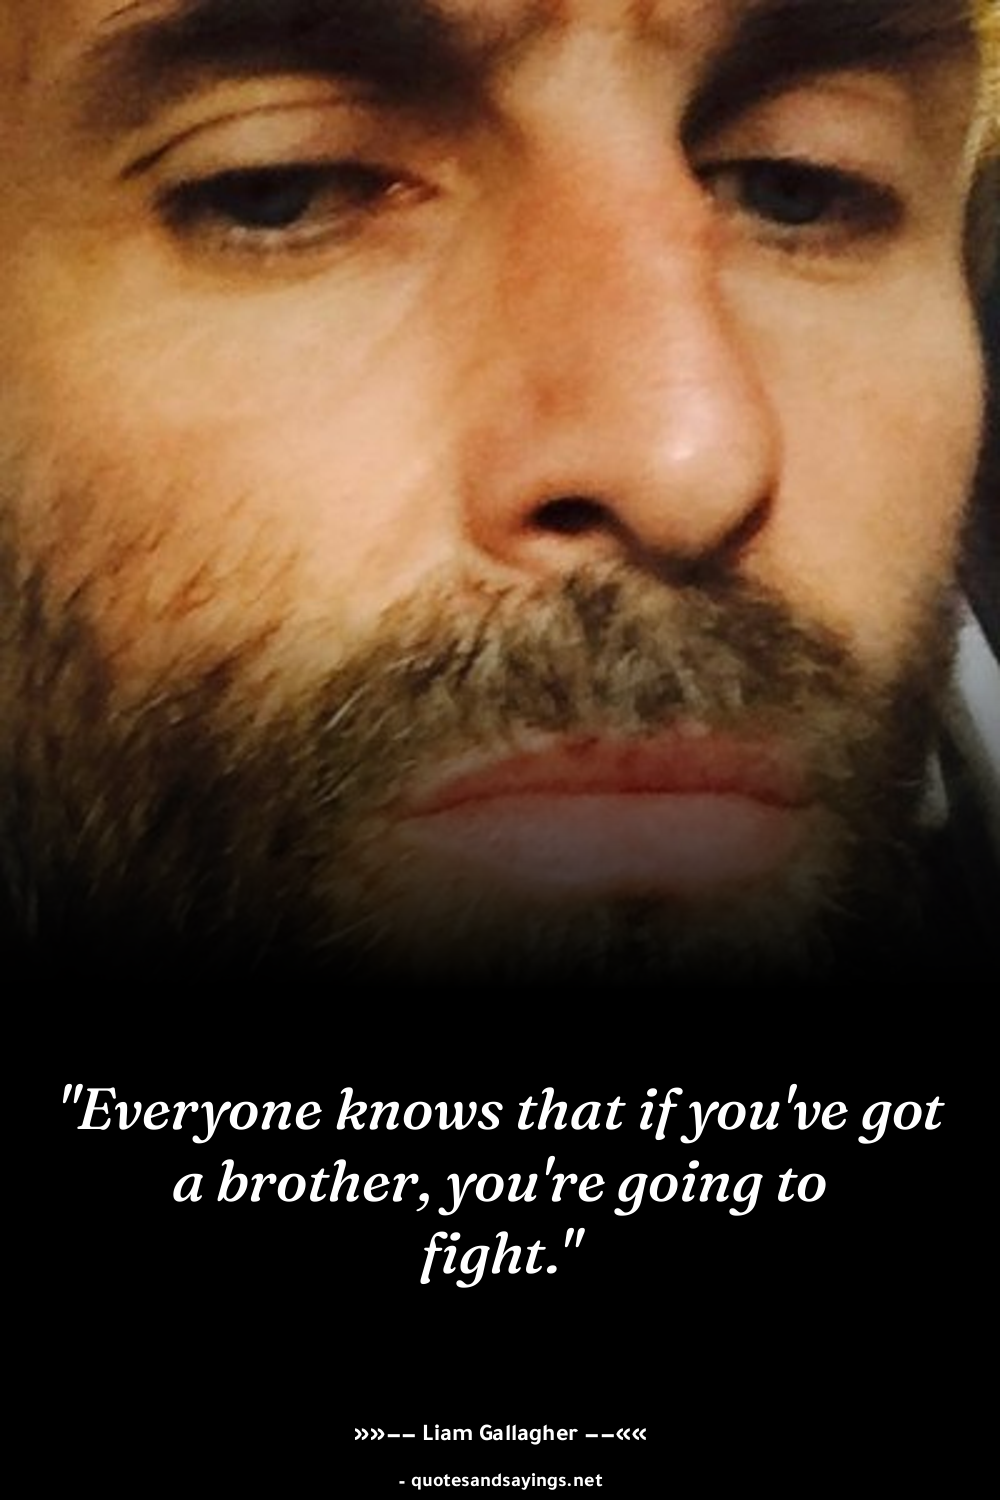 "Everyone knows that if you've got
a brother, you're going to
fight."
»»−− Liam Gallagher −−««
- quotesandsayings.net